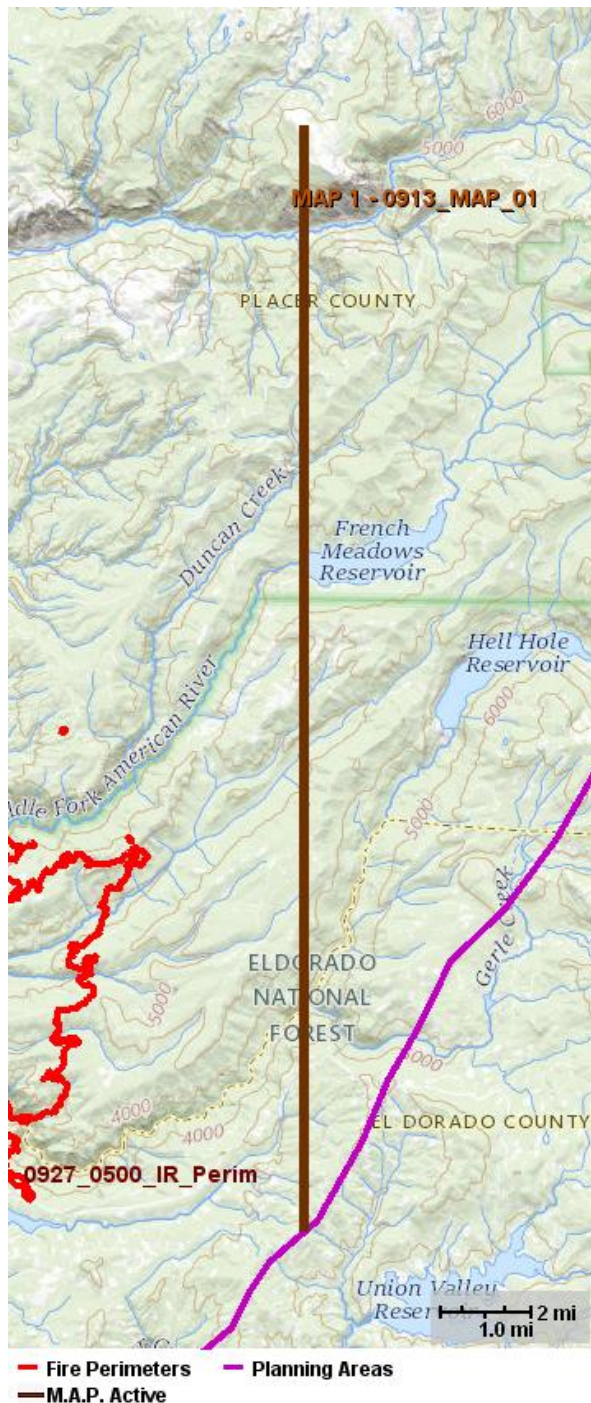 6000
5000
MAP 1 - 0913_MAP_01
PLACER COUNTY
Duncan Creek
French
Meadows
Reservoir
Hell Hole
Reservoir
6000
ddle Fork American River
5000
Gerle Creek
ELDORADO
NATIONAL
FOREST
5000
5000
4000
4000
EL DORADO COUNTY
0927_0500_IR_Perim
Union Valley
Reservoir
2 mi
1.0 mi
Fire Perimeters
Planning Areas
M.A.P. Active